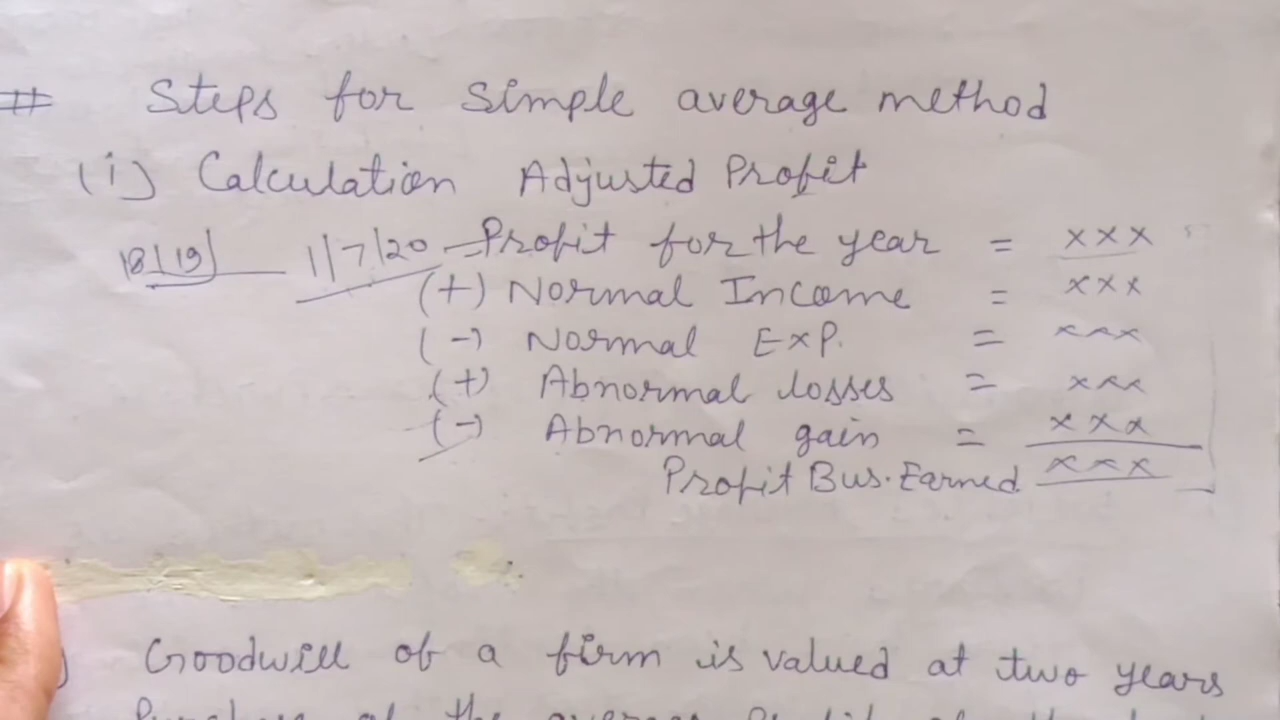 # Steps for Simple average method
(i) Calculation Adjusted Profit
18/19/ 1/7/20 = Profit for the year = xxx
(+) Normal Income = xxx
(-) Normal Exp. = xxx
(+) Abnormal losses = xxx
(-) Abnormal gain = xxx
Profit Bus. Earned xxx
Goodwill of a firm is valued at two years
the average